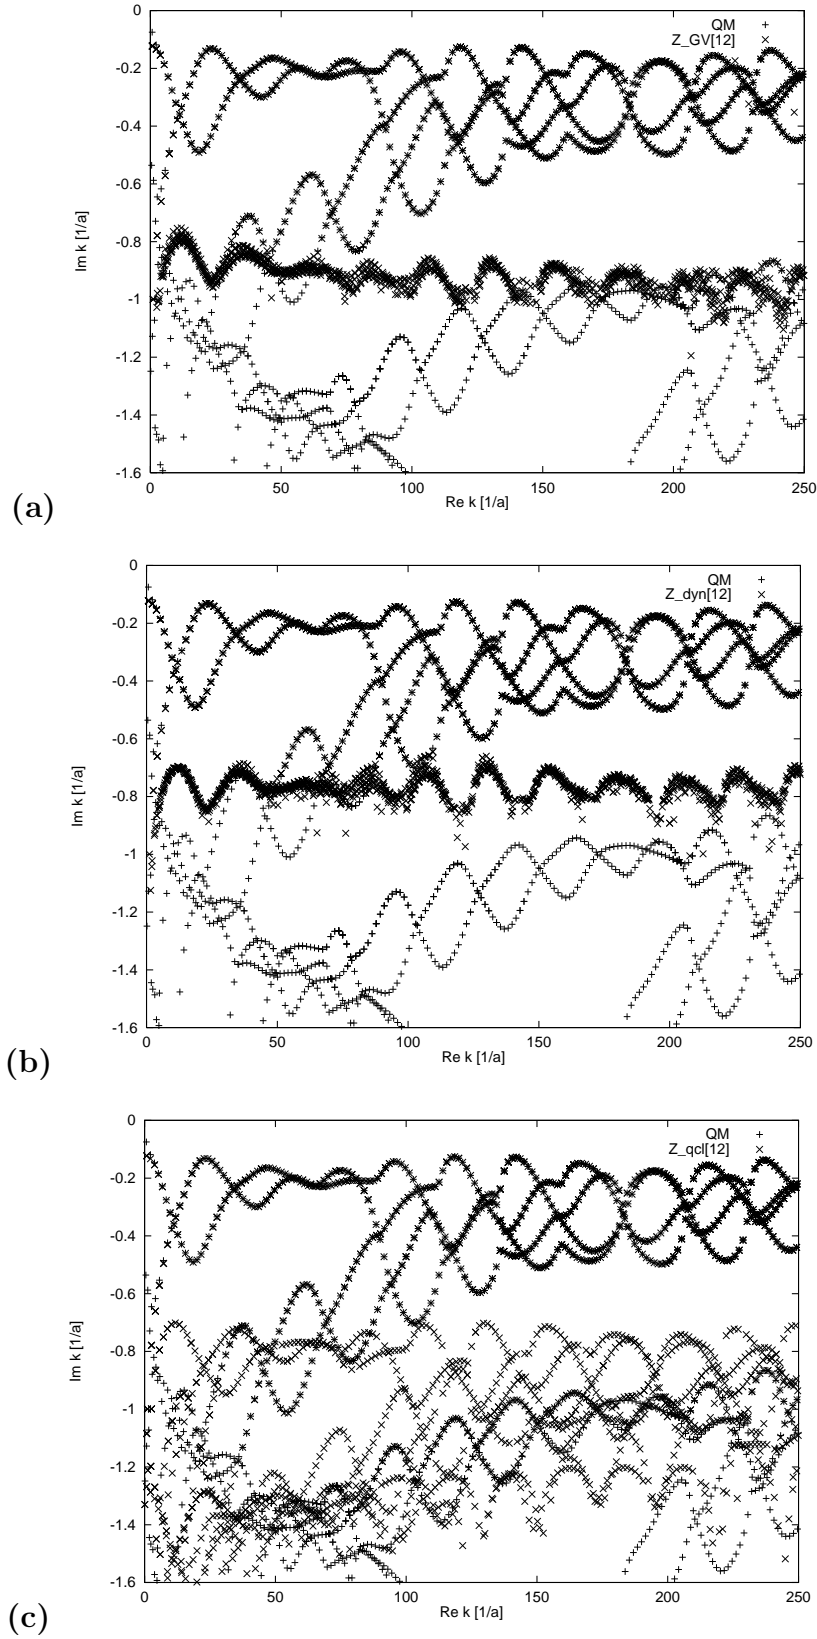 0
-0.2
-0.4
-0.6
-0.8
-1
-1.2
-1.4
-1.6
Im k [1/a]
QM
Z_GV[12]
0 50 100 150 200 250
Re k [1/a]
(a)
0
-0.2
-0.4
-0.6
-0.8
-1
-1.2
-1.4
-1.6
Im k [1/a]
QM
Z_dyn[12]
0 50 100 150 200 250
Re k [1/a]
(b)
0
-0.2
-0.4
-0.6
-0.8
-1
-1.2
-1.4
-1.6
Im k [1/a]
QM
Z_qcl[12]
0 50 100 150 200 250
Re k [1/a]
(c)